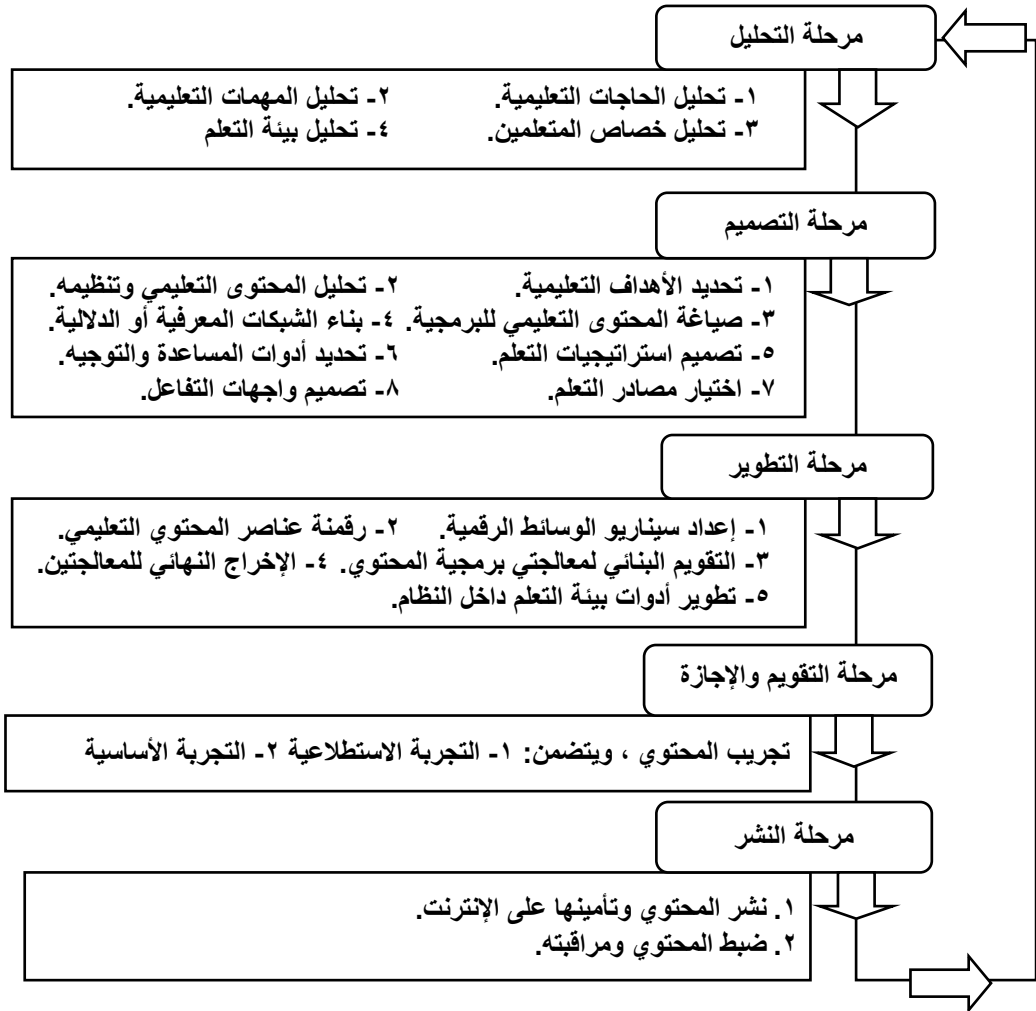 مرحلة التحليل
١- تحليل الحاجات التعليمية. ٢- تحليل المهمات التعليمية.
٣- تحليل خصاص المتعلمين. ٤- تحليل بيئة التعلم
مرحلة التصميم
١- تحديد الأهداف التعليمية. ٢- تحليل المحتوى التعليمي وتنظيمه.
٣- صياغة المحتوى التعليمي للبرمجية. ٤- بناء الشبكات المعرفية أو الدلالية.
٥- تصميم استراتيجيات التعلم. ٦- تحديد أدوات المساعدة والتوجيه.
٧- اختيار مصادر التعلم. ٨- تصميم واجهات التفاعل.
مرحلة التطوير
١- إعداد سيناريو الوسائط الرقمية. ٢- رقمنة عناصر المحتوي التعليمي.
٣- التقويم البنائي لمعالجتي برمجية المحتوي. ٤- الإخراج النهائي للمعالجتين.
٥- تطوير أدوات بيئة التعلم داخل النظام.
مرحلة التقويم والإجازة
تجريب المحتوي ، ويتضمن: ١- التجربة الاستطلاعية ٢- التجربة الأساسية
مرحلة النشر
١. نشر المحتوي وتأمينها على الإنترنت.
٢. ضبط المحتوي ومراقبته.